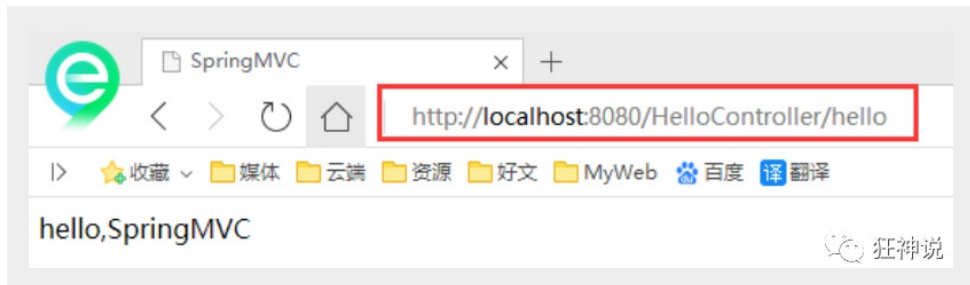 SpringMVC
http://localhost:8080/HelloController/hello
收藏 媒体 云端 资源 好文 MyWeb 百度 译 翻译
hello,SpringMVC
狂神说